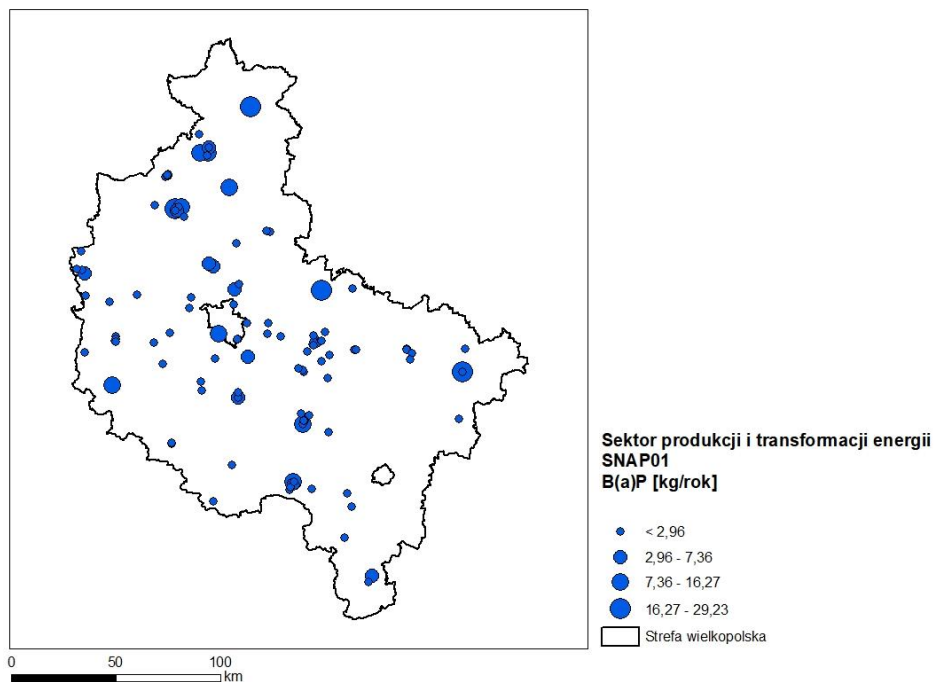 Sektor produkcji i transformacji energii
SNAP01
B(a)P [kg/rok]
< 2,96
2,96 - 7,36
7,36 - 16,27
16,27 - 29,23
Strefa wielkopolska
0 50 100
km